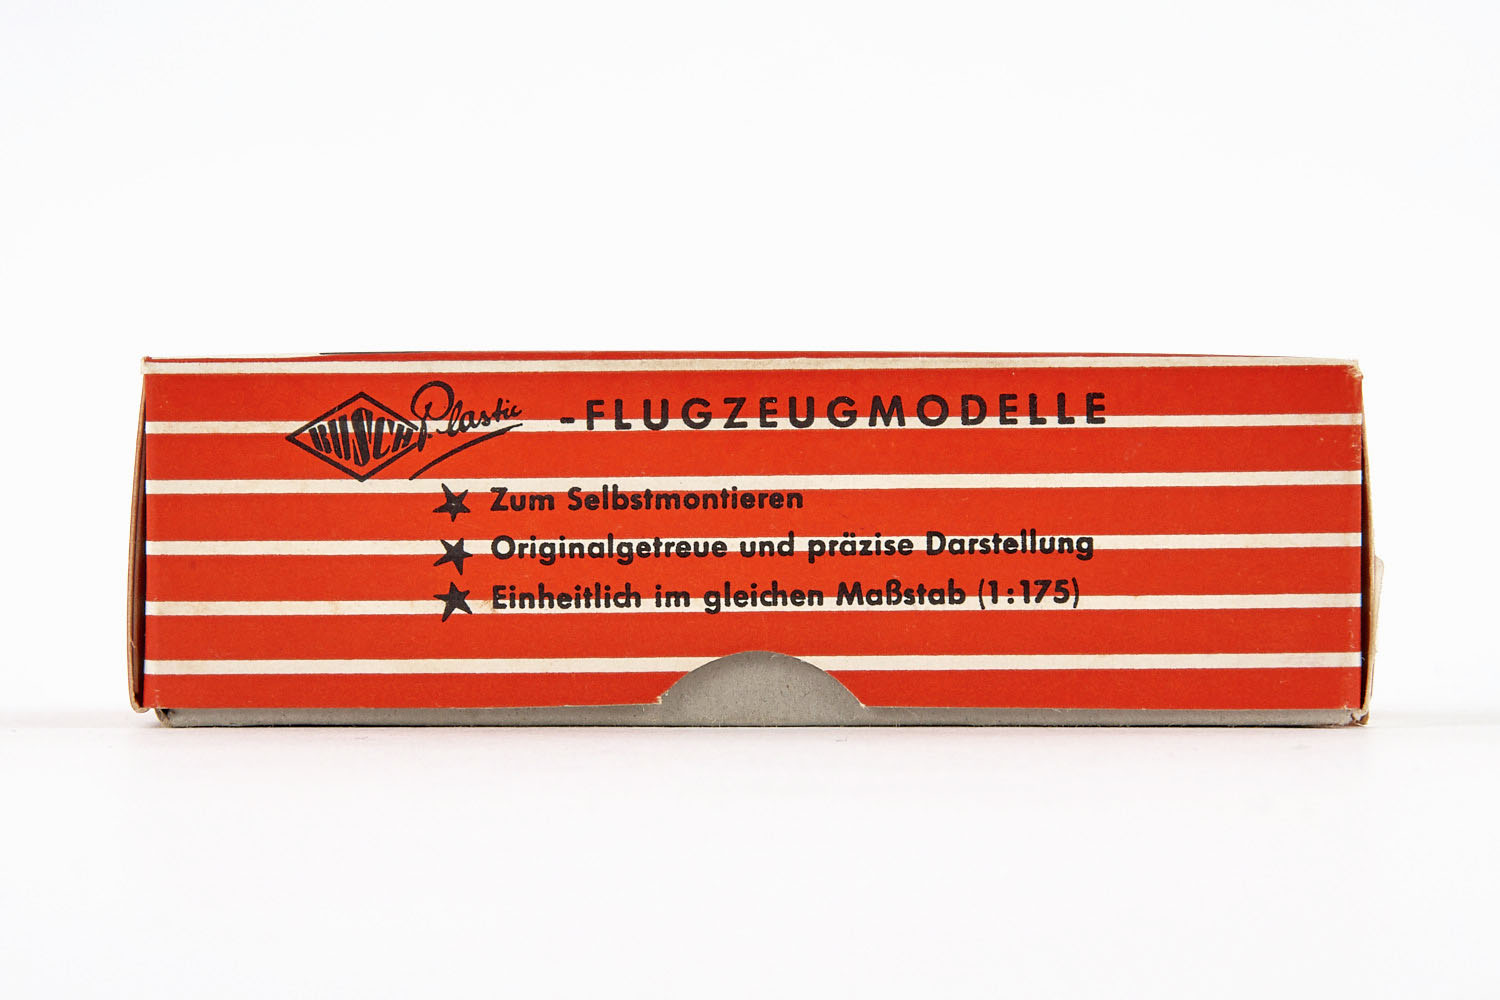 BUSCH Plastic -FLUGZEUGMODELLE
Zum Selbstmontieren
Originalgetreue und präzise Darstellung
Einheitlich im gleichen Maßstab (1:175)